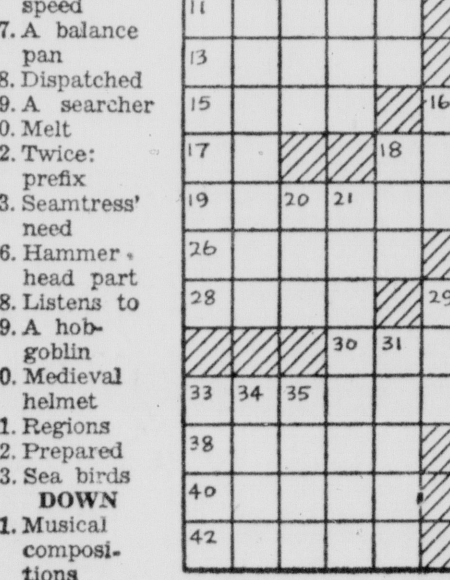 speed
7. A balance
pan
8. Dispatched
9. A searcher
0. Melt
2. Twice:
prefix
3. Seamtress'
need
6. Hammer
head part
8. Listens to
9. A hob-
goblin
0. Medieval
helmet
1. Regions
2. Prepared
3. Sea birds
DOWN
1. Musical
composi-
tions
11
13
15 16
17 18
19 20 21
26
28 29
30 31
33 34 35
38
40
42